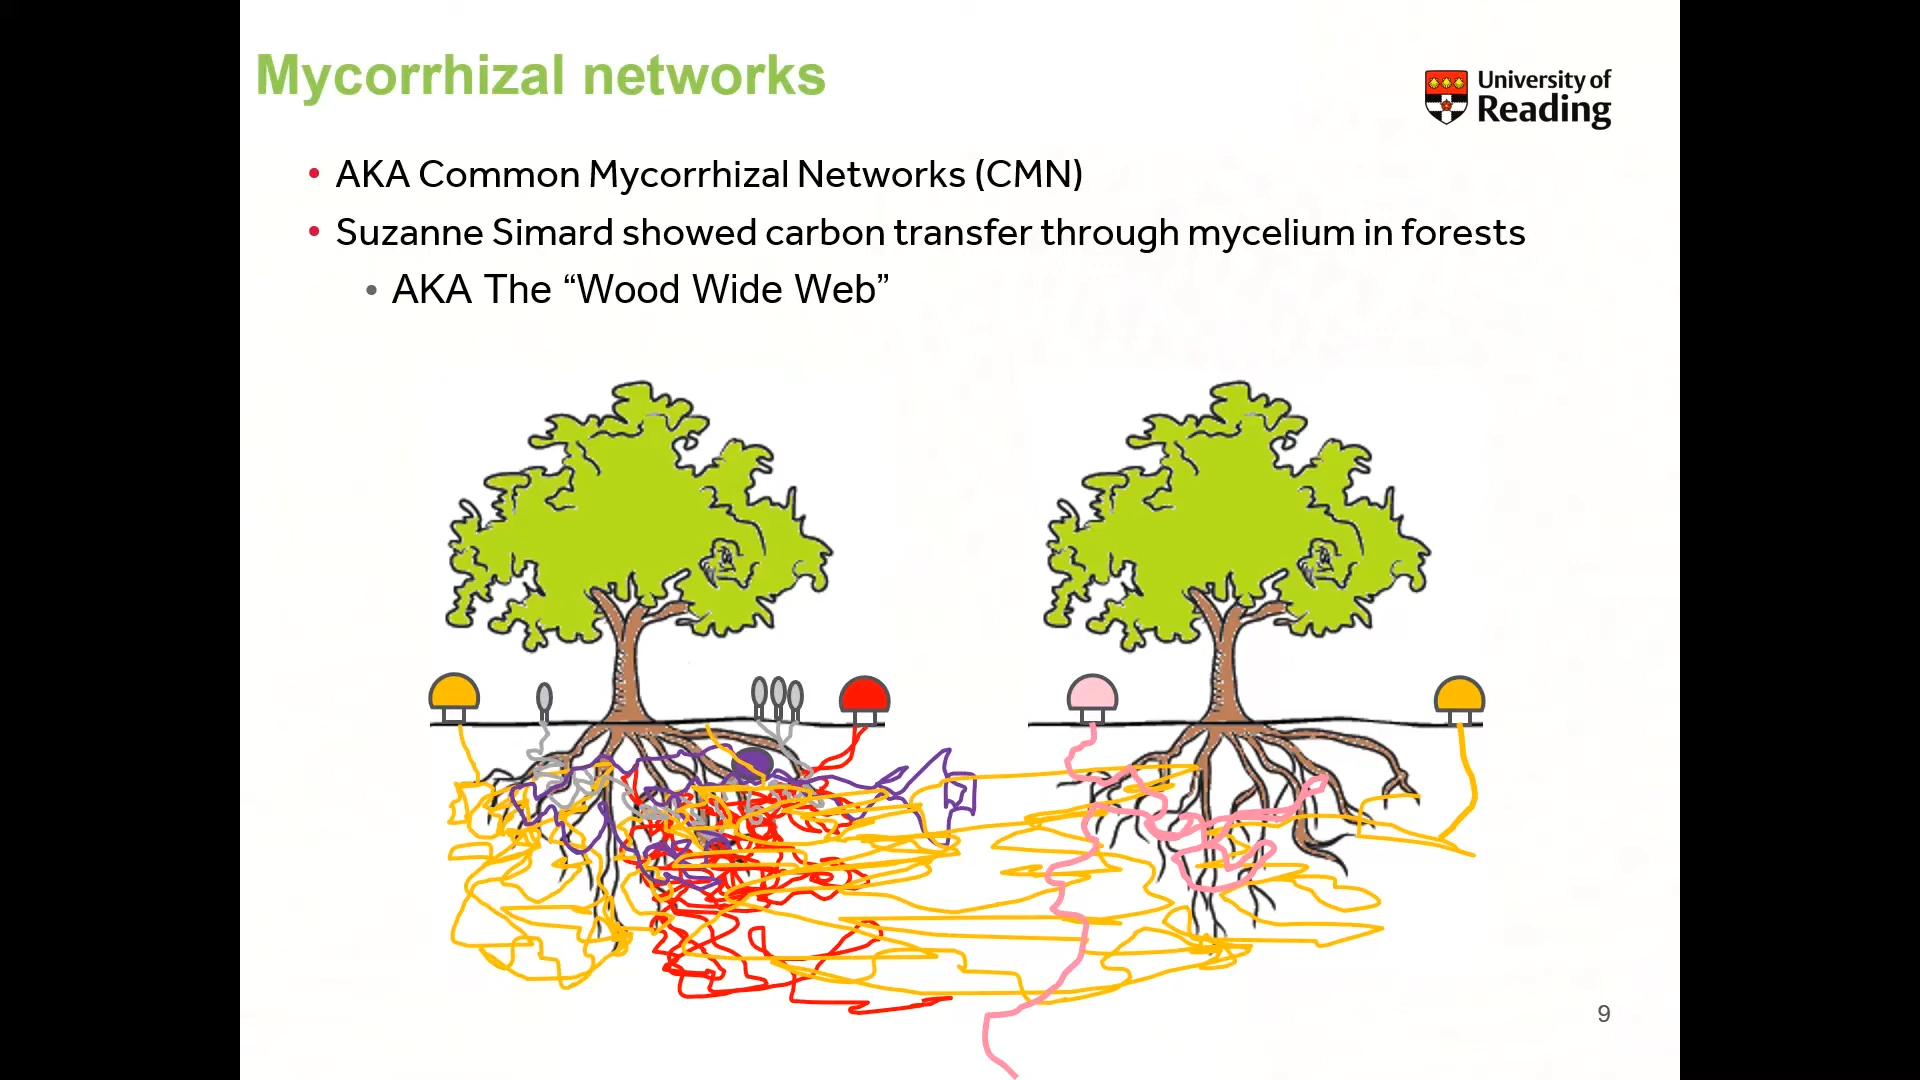 Mycorrhizal networks
University of
Reading
• AKA Common Mycorrhizal Networks (CMN)
• Suzanne Simard showed carbon transfer through mycelium in forests
• AKA The “Wood Wide Web”
9